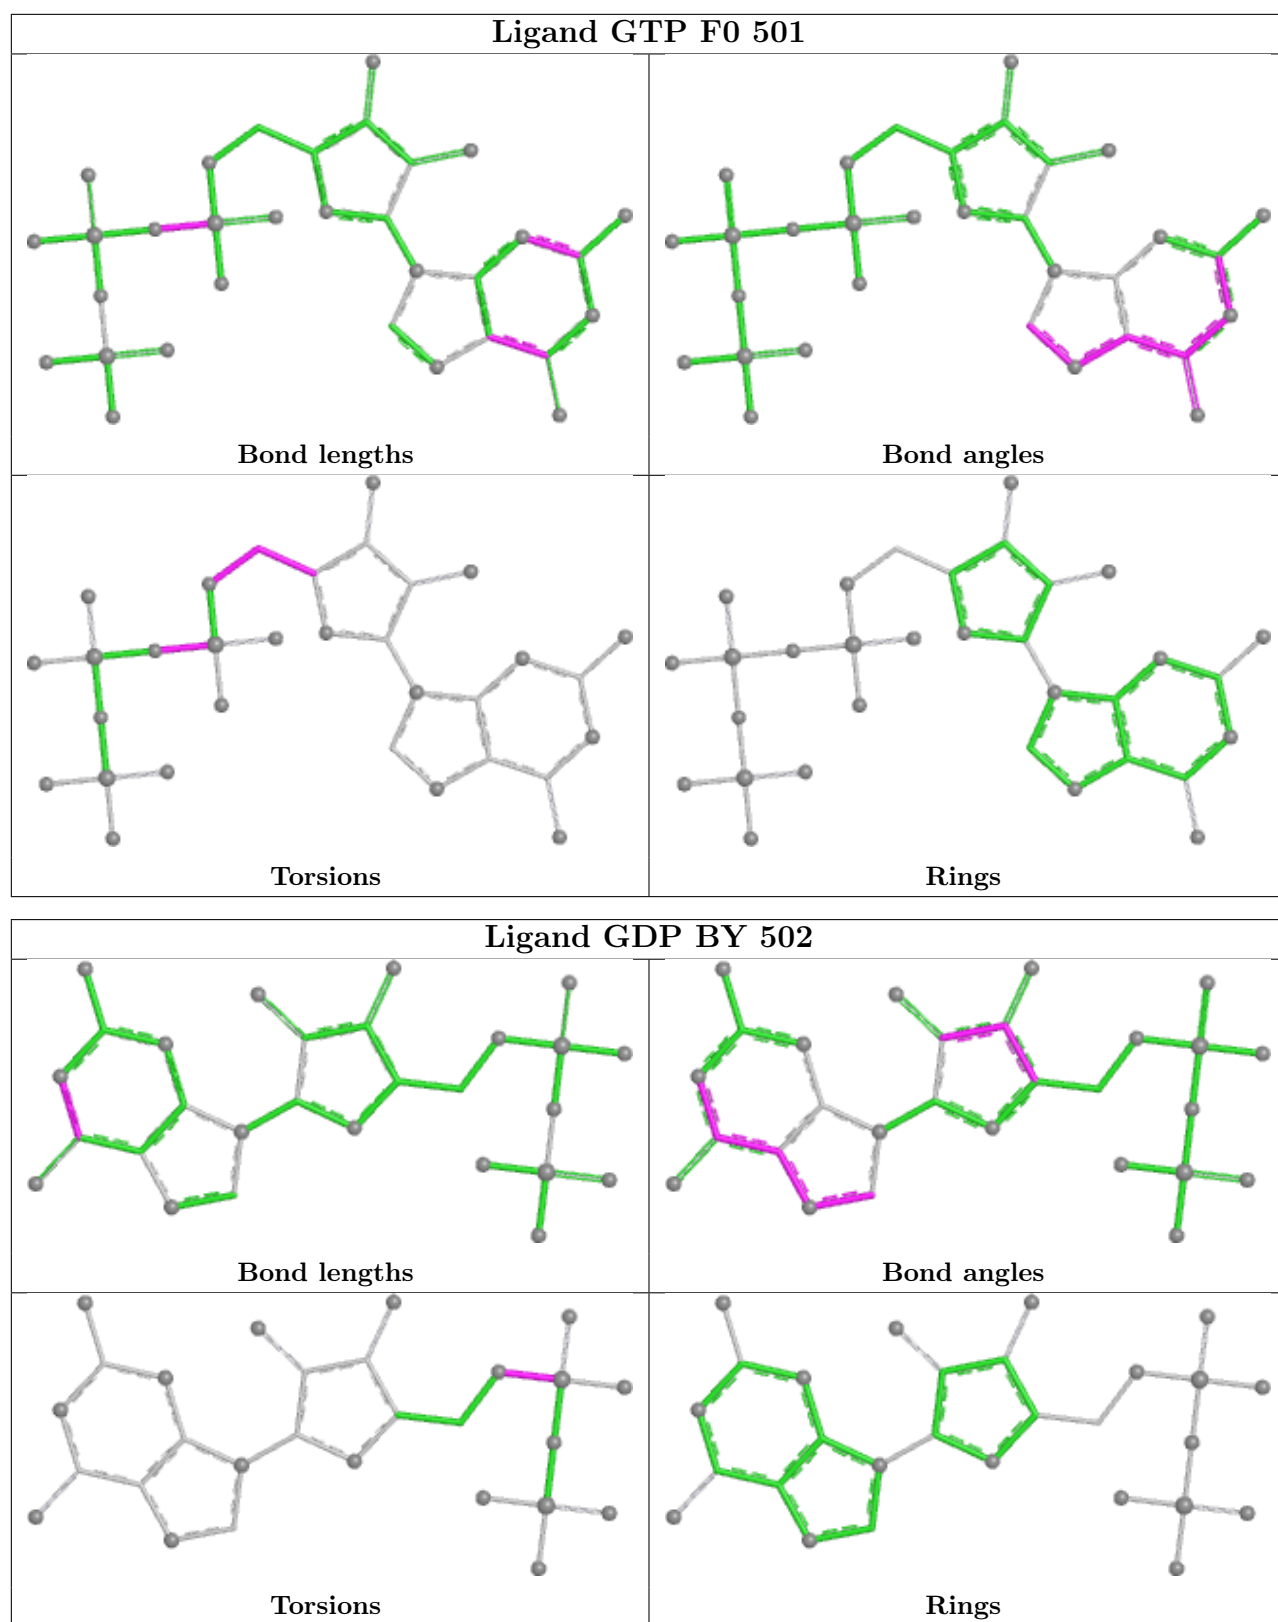 Ligand GTP F0 501
Bond lengths
Bond angles
Torsions
Rings
Ligand GDP BY 502
Bond lengths
Bond angles
Torsions
Rings